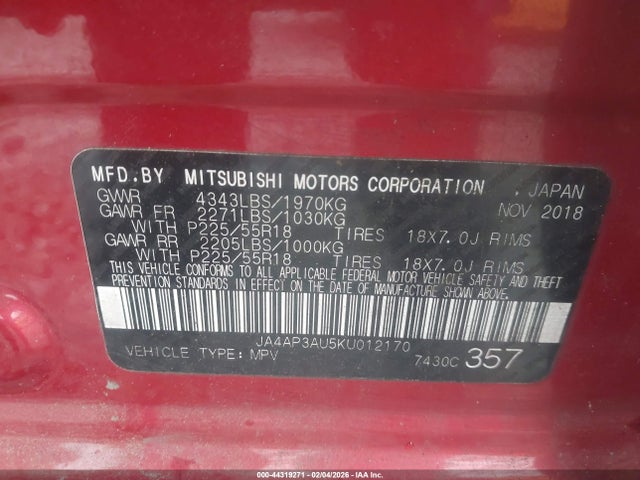 MFD.BY MITSUBISHI MOTORS CORPORATION . JAPAN
GVWR 4343LBS/1970KG NOV 2018
GAWR FR 2271LBS/1030KG
WITH P225/55R18 TIRES 18X7.0J RIMS
GAWR RR 2205LBS/1000KG
WITH P225/55R18 TIRES 18X7.0J RIMS
THIS VEHICLE CONFORMS TO ALL APPLICABLE FEDERAL MOTOR VEHICLE SAFETY AND THEFT
PREVENTION STANDARDS IN EFFECT ON THE DATE OF MANUFACTURE SHOWN ABOVE.
JA4AP3AU5KU012170
VEHICLE TYPE: MPV 7430C 357
000-44319271 - 02/04/2026 - IAAI, Inc.